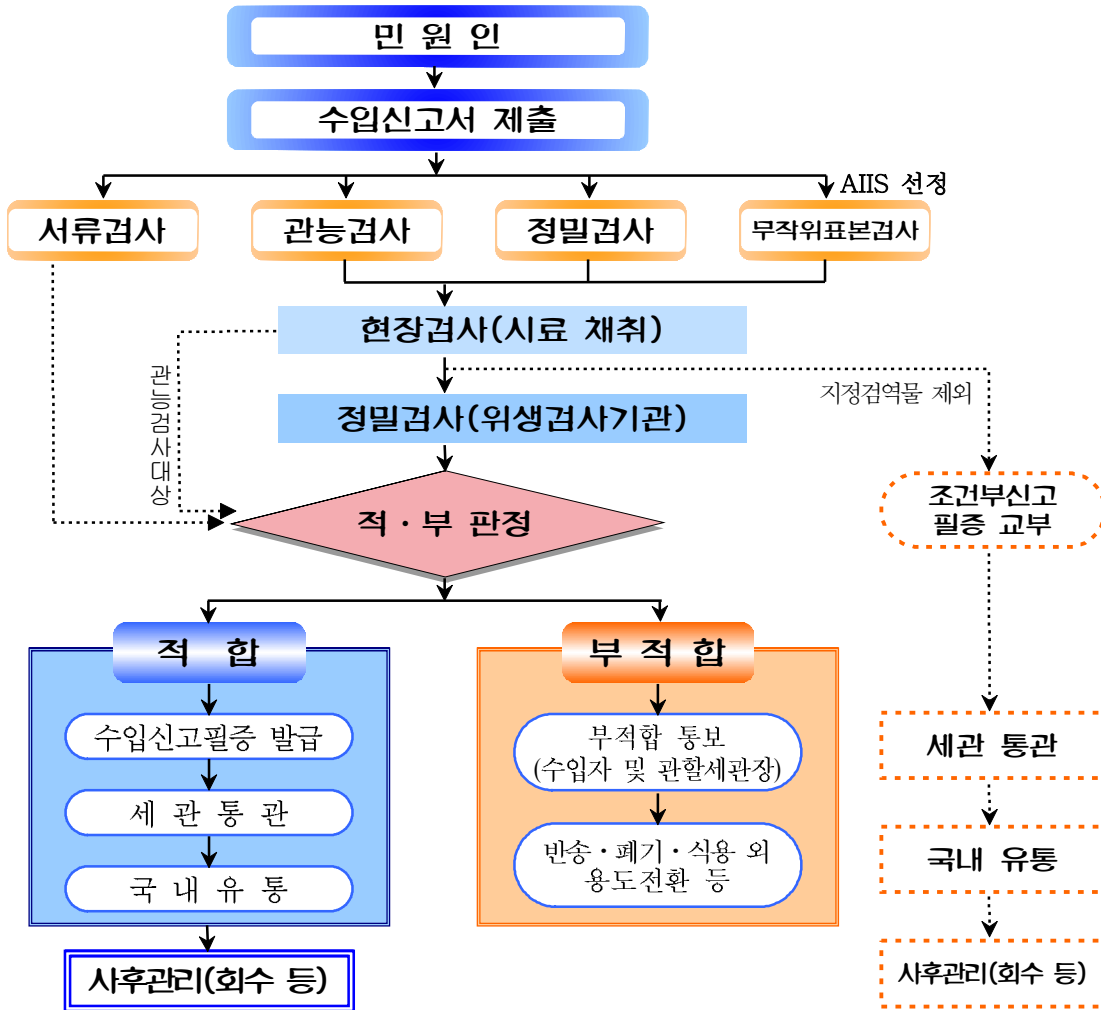 민 원 인
수입신고서 제출
AIIS 선정
서류검사
관능검사
정밀검사
무작위표본검사
현장검사(시료 채취)
관능검사대상
지정검역물 제외
정밀검사(위생검사기관)
조건부신고
필증 교부
적·부 판정
적 합
수입신고필증 발급
세 관 통 관
국 내 유 통
사후관리(회수 등)
부 적 합
부적합 통보
(수입자 및 관할세관장)
반송·폐기·식용 외
용도전환 등
세관 통관
국내 유통
사후관리(회수 등)